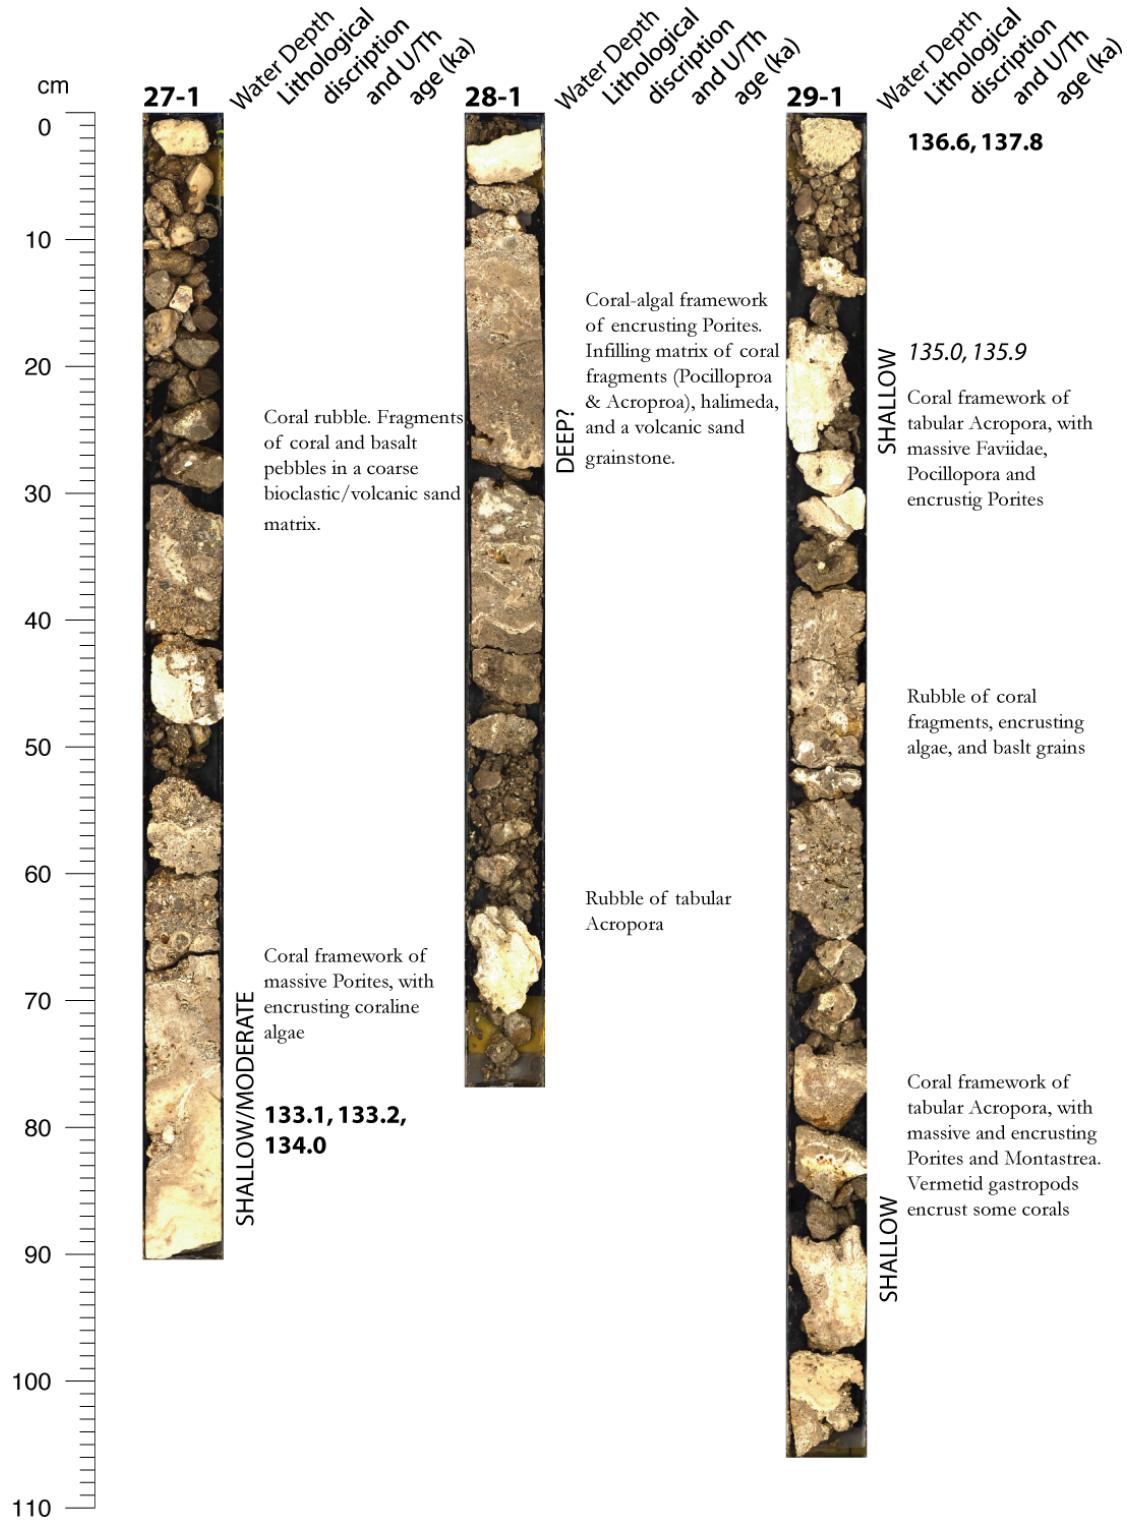 cm
27-1
Water Depth
Lithological
discription
and U/Th
age (ka)
28-1
Water Depth
Lithological
discription
and U/Th
age (ka)
29-1
Water Depth
Lithological
discription
and U/Th
age (ka)
0
10
20
30
40
50
60
70
80
90
100
110
Coral rubble. Fragments
of coral and basalt
pebbles in a coarse
bioclastic/volcanic sand
matrix.
Coral framework of
massive Porites, with
encrusting coraline
algae
SHALLOW/MODERATE
133.1, 133.2,
134.0
Coral-algal framework
of encrusting Porites.
Infilling matrix of coral
fragments (Pocilloproa
& Acroproa), halimeda,
and a volcanic sand
grainstone.
DEEP?
Rubble of tabular
Acropora
136.6, 137.8
SHALLOW
135.0, 135.9
Coral framework of
tabular Acropora, with
massive Faviidae,
Pocillopora and
encrustig Porites
Rubble of coral
fragments, encrusting
algae, and baslt grains
Coral framework of
tabular Acropora, with
massive and encrusting
Porites and Montastrea.
Vermetid gastropods
encrust some corals
SHALLOW